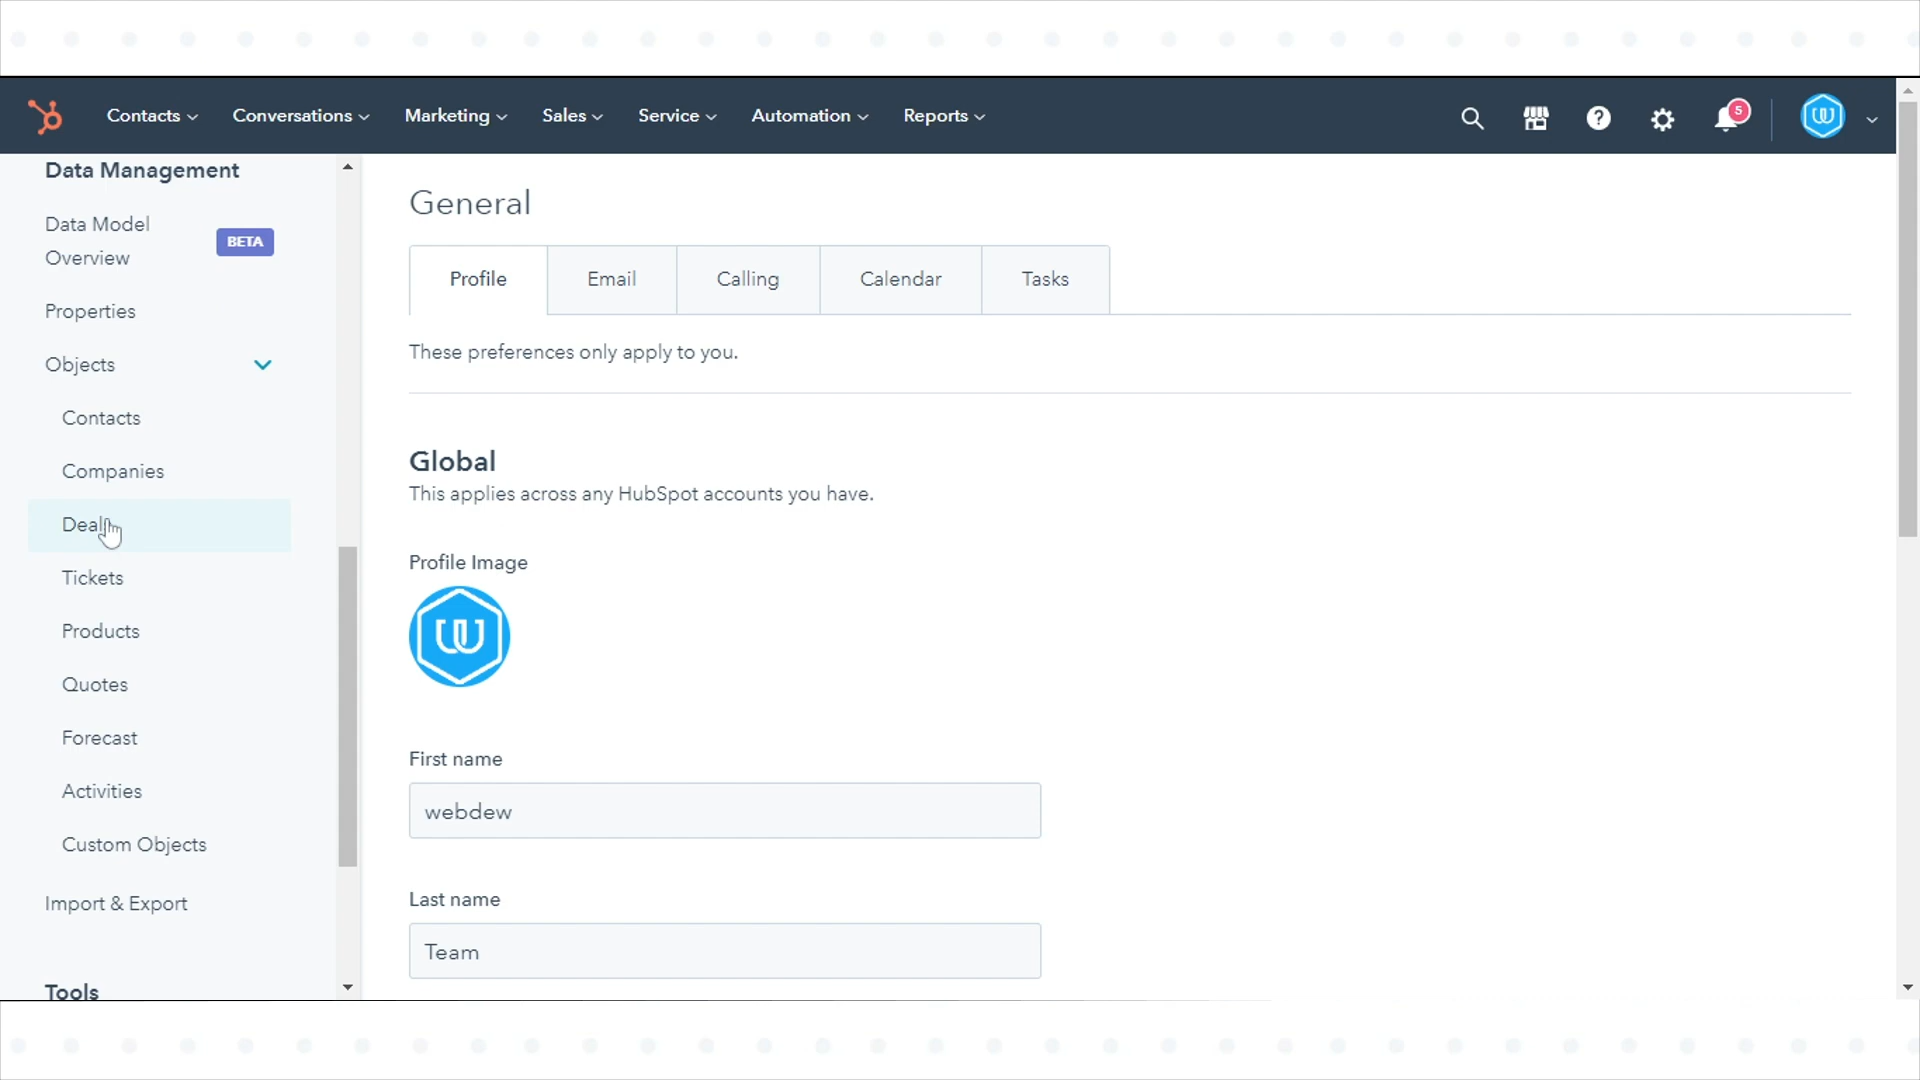 Contacts
Conversations
Marketing
Sales
Service
Automation
Reports
5
Data Management
Data Model
Overview
BETA
Properties
Objects
Contacts
Companies
Tickets
Products
Quotes
Forecast
Activities
Custom Objects
Import & Export
Tools
General
Profile
Email
Calling
Calendar
Tasks
These preferences only apply to you.
Global
This applies across any HubSpot accounts you have.
Profile Image
First name
webdew
Last name
Team